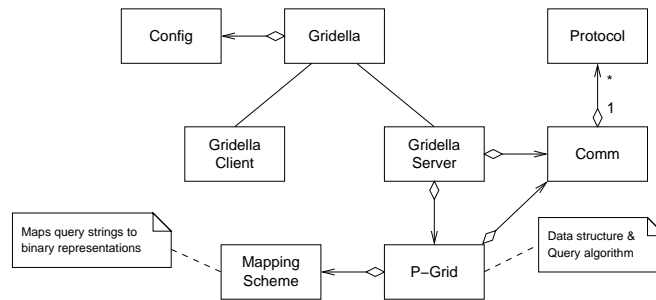 Config
Gridella
Protocol
*
1
Gridella
Client
Gridella
Server
Comm
Maps query strings to
binary representations
Mapping
Scheme
P−Grid
Data structure &
Query algorithm